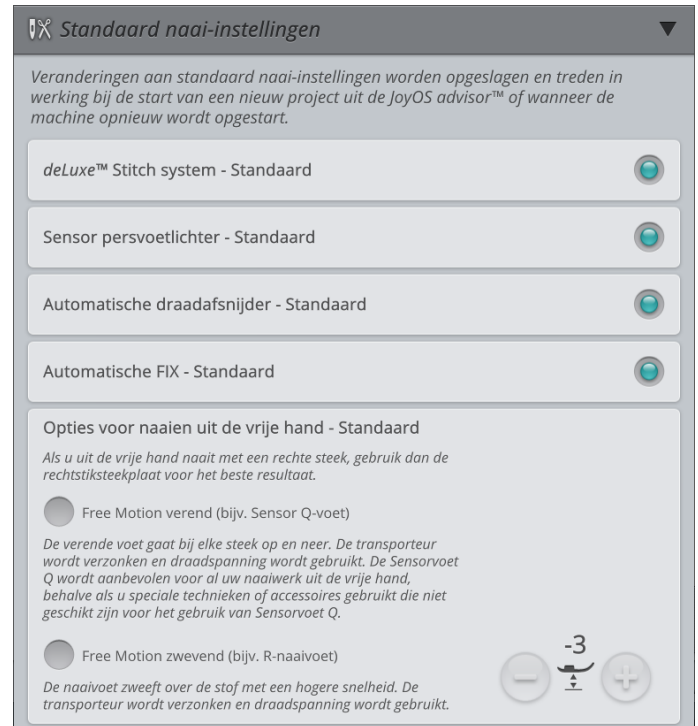 Standaard naai-instellingen
Veranderingen aan standaard naai-instellingen worden opgeslagen en treden in
werking bij de start van een nieuw project uit de JoyOS advisor™ of wanneer de
machine opnieuw wordt opgestart.
deLuxe™ Stitch system - Standaard
Sensor persvoetlichter - Standaard
Automatische draadafsnijder - Standaard
Automatische FIX - Standaard
Opties voor naaien uit de vrije hand - Standaard
Als u uit de vrije hand naait met een rechte steek, gebruik dan de
rechtstiksteekplaat voor het beste resultaat.
Free Motion verend (bijv. Sensor Q-voet)
De verende voet gaat bij elke steek op en neer. De transporteur
wordt verzonken en draadspanning wordt gebruikt. De Sensorvoet
Q wordt aanbevolen voor al uw naaiwerk uit de vrije hand,
behalve als u speciale technieken of accessoires gebruikt die niet
geschikt zijn voor het gebruik van Sensorvoet Q.
Free Motion zwevend (bijv. R-naaivoet)
-3
De naaivoet zweeft over de stof met een hogere snelheid. De
transporteur wordt verzonken en draadspanning wordt gebruikt.